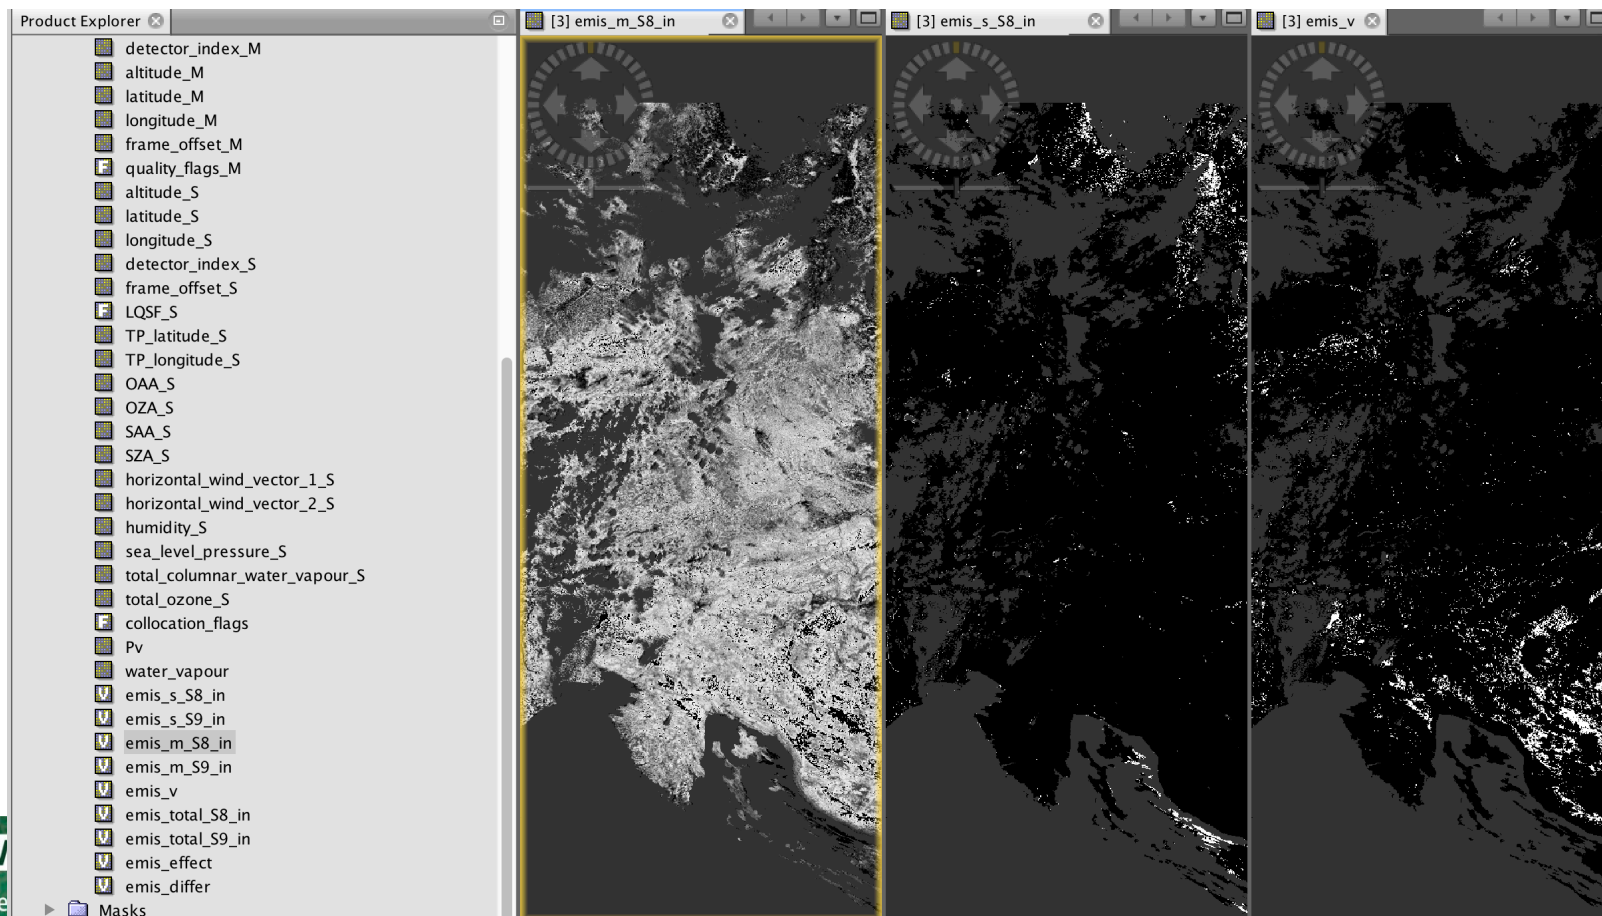 Product Explorer
[3] emis_m_S8_in
[3] emis_s_S8_in
[3] emis_v
detector_index_M
altitude_M
latitude_M
longitude_M
frame_offset_M
quality_flags_M
altitude_S
latitude_S
longitude_S
detector_index_S
frame_offset_S
LQSF_S
TP_latitude_S
TP_longitude_S
OAA_S
OZA_S
SAA_S
SZA_S
horizontal_wind_vector_1_S
horizontal_wind_vector_2_S
humidity_S
sea_level_pressure_S
total_columnar_water_vapour_S
total_ozone_S
collocation_flags
Pv
water_vapour
emis_s_S8_in
emis_s_S9_in
emis_m_S8_in
emis_m_S9_in
emis_v
emis_total_S8_in
emis_total_S9_in
emis_effect
emis_differ
Masks